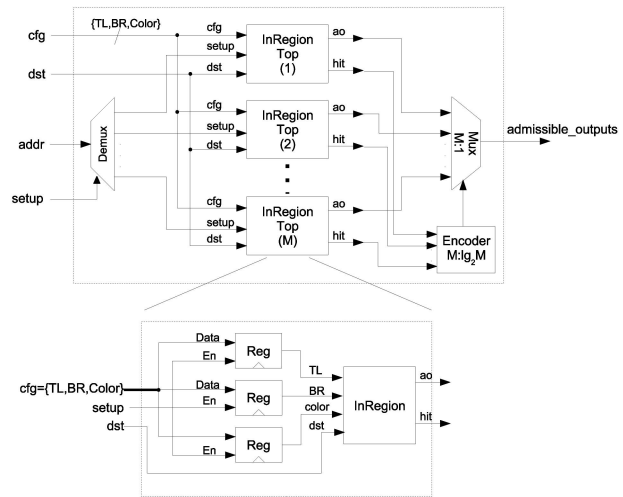 {TL,BR,Color}
cfg
dst
addr
setup
Demux
cfg
setup
dst
InRegion
Top
(1)
ao
hit
cfg
setup
dst
InRegion
Top
(2)
ao
hit
cfg
setup
dst
InRegion
Top
(M)
ao
hit
Mux
M:1
admissible_outputs
Encoder
M:lg2M
cfg={TL,BR,Color}
setup
dst
Data
En
Reg
TL
Data
En
Reg
BR
color
En
Reg
dst
InRegion
ao
hit